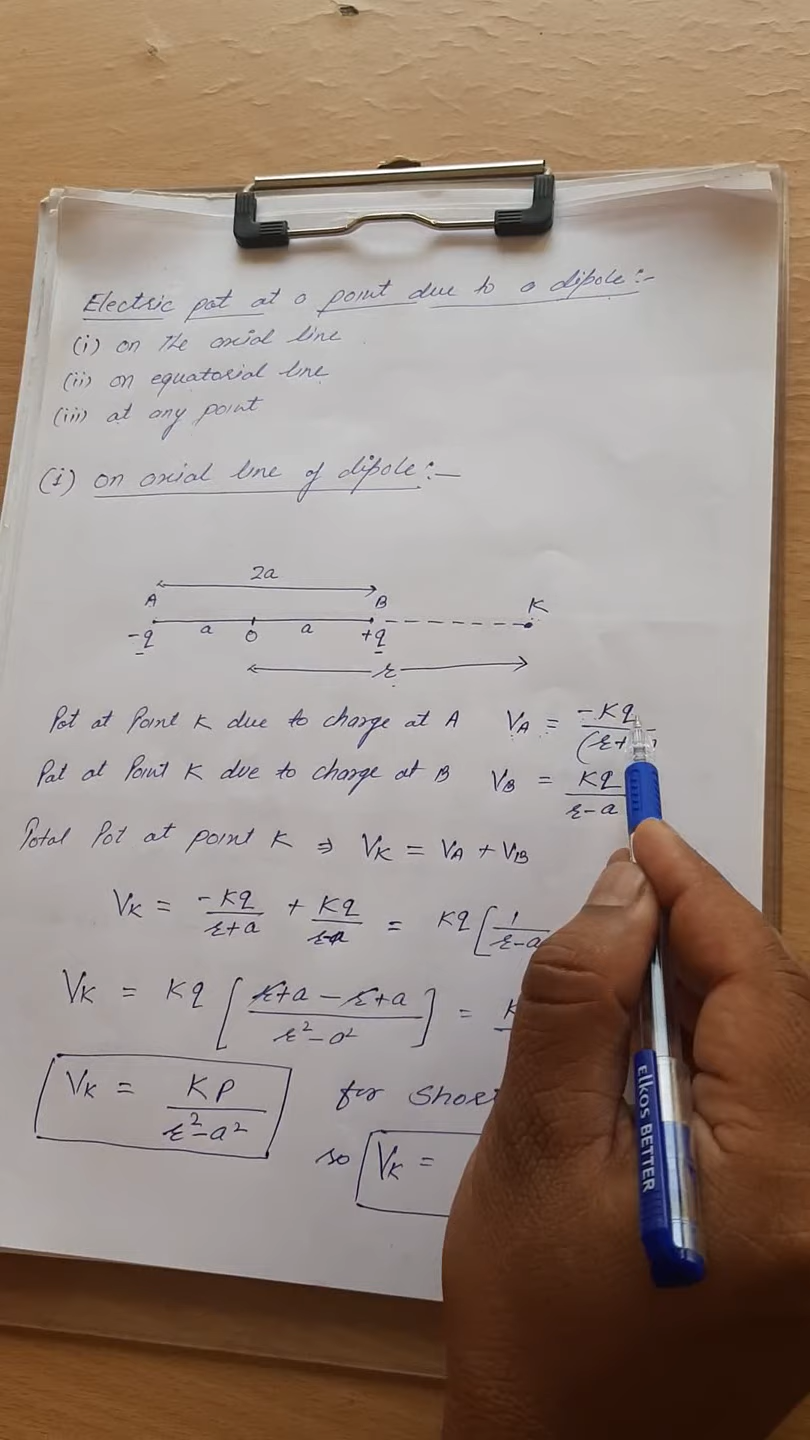 Electric pot at a point due to a dipole:-
(i) on the axial line
(ii) on equatorial line
(iii) at any point
(i) on axial line of dipole:-
2a
A B K
-q a O a +q
r
Pot at Point K due to charge at A VA = -Kq/(r+
Pot at Point K due to charge at B VB = Kq/r-a
Total Pot at point K ⇒ VK = VA + VB
VK = -Kq/r+a + Kq/r-a = Kq[1/r-a
VK = Kq [r+a - r+a/r²-a²] = K
VK = KP/r²-a² for Short
so VK =
elkos BETTER